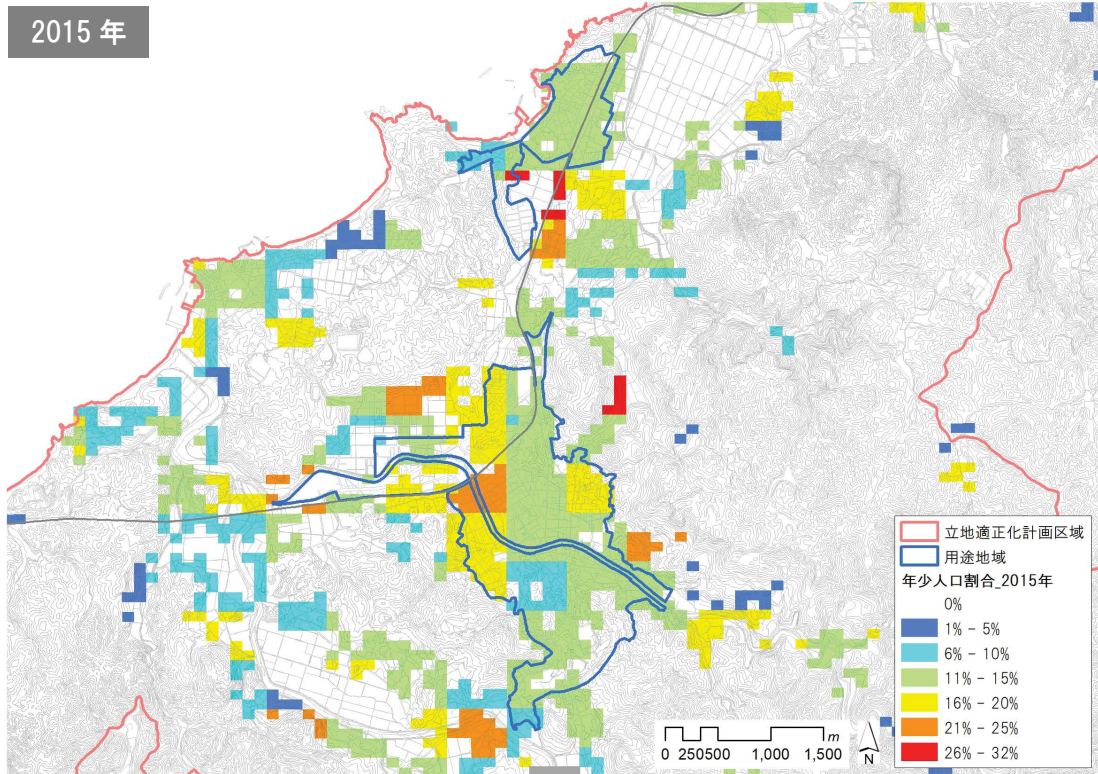 2015 年
立地適正化計画区域
用途地域
年少人口割合_2015年
0%
1% - 5%
6% - 10%
11% - 15%
16% - 20%
21% - 25%
26% - 32%
m
0 250500 1,000 1,500
N